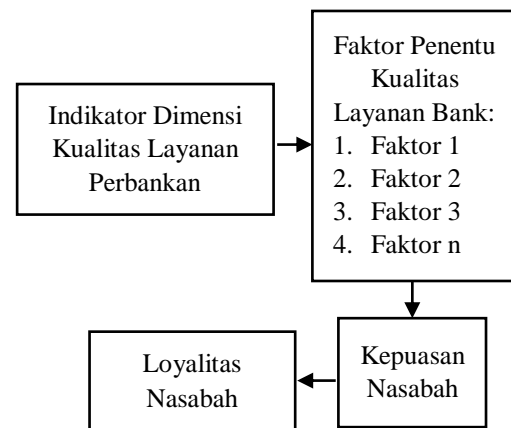 Indikator Dimensi
Kualitas Layanan
Perbankan
Faktor Penentu
Kualitas
Layanan Bank:
1. Faktor 1
2. Faktor 2
3. Faktor 3
4. Faktor n
Kepuasan
Nasabah
Loyalitas
Nasabah